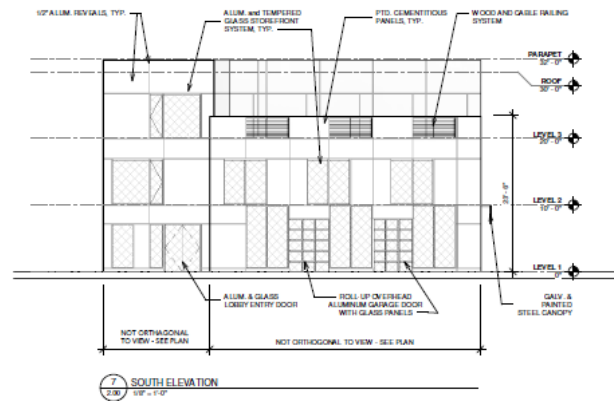 1/2" ALUM. REVEALS, TYP.
ALUM. and TEMPERED
GLASS STOREFRONT
SYSTEM, TYP.
PTD. CEMENTITIOUS
PANELS, TYP.
WOOD AND CABLE RAILING
SYSTEM
PARAPET
32' - 0"
ROOF
30' - 0"
LEVEL 3
20' - 0"
23' - 6"
LEVEL 2
10' - 0"
LEVEL 1
0"
ALUM. & GLASS
LOBBY ENTRY DOOR
ROLL-UP OVERHEAD
ALUMINUM GARAGE DOOR
WITH GLASS PANELS
GALV. &
PAINTED
STEEL CANOPY
NOT ORTHAGONAL
TO VIEW - SEE PLAN
NOT ORTHOGONAL TO VIEW - SEE PLAN
7
2.00
SOUTH ELEVATION
1/8" = 1'-0"